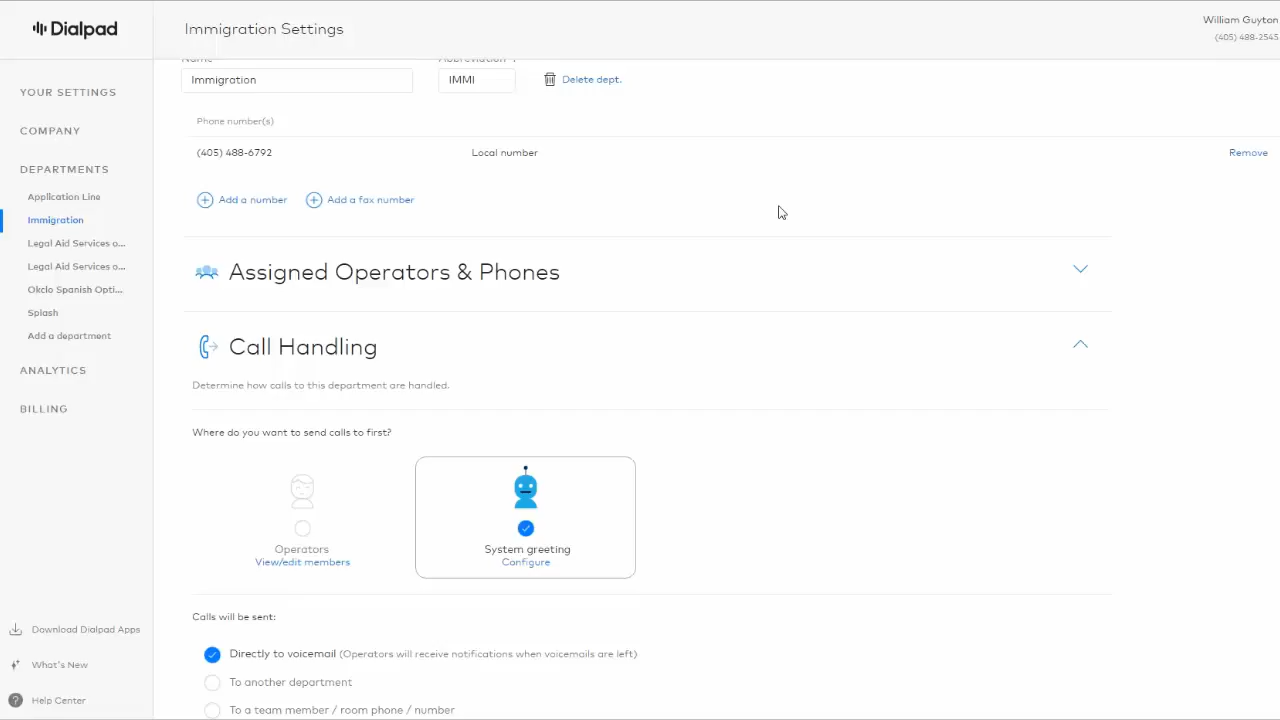 Dialpad
Immigration Settings
William Guyton
(405) 488-2545
YOUR SETTINGS
COMPANY
DEPARTMENTS
Application Line
Immigration
Legal Aid Services o...
Legal Aid Services o...
Okclo Spanish Opti...
Splash
Add a department
ANALYTICS
BILLING
Download Dialpad Apps
What's New
Help Center
Name
Abbreviation
Immigration
IMMI
Delete dept.
Phone number(s)
(405) 488-6792
Local number
Remove
Add a number
Add a fax number
Assigned Operators & Phones
Call Handling
Determine how calls to this department are handled.
Where do you want to send calls to first?
Operators
View/edit members
System greeting
Configure
Calls will be sent:
Directly to voicemail (Operators will receive notifications when voicemails are left)
To another department
To a team member / room phone / number